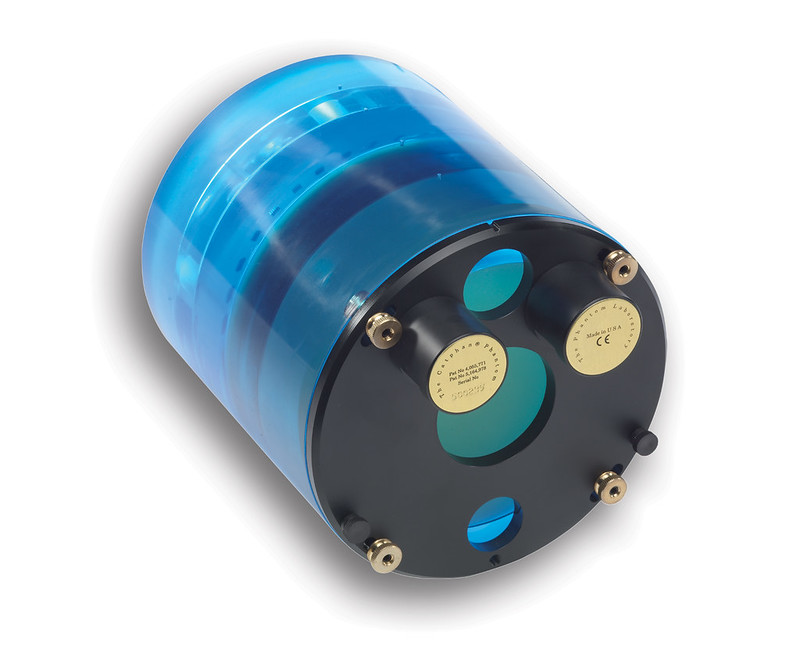 The Catphan® Phantom
Pat No 4,055,771
Pat No 5,164,978
Serial No
The Phantom Laboratory
Made in U S A
CE